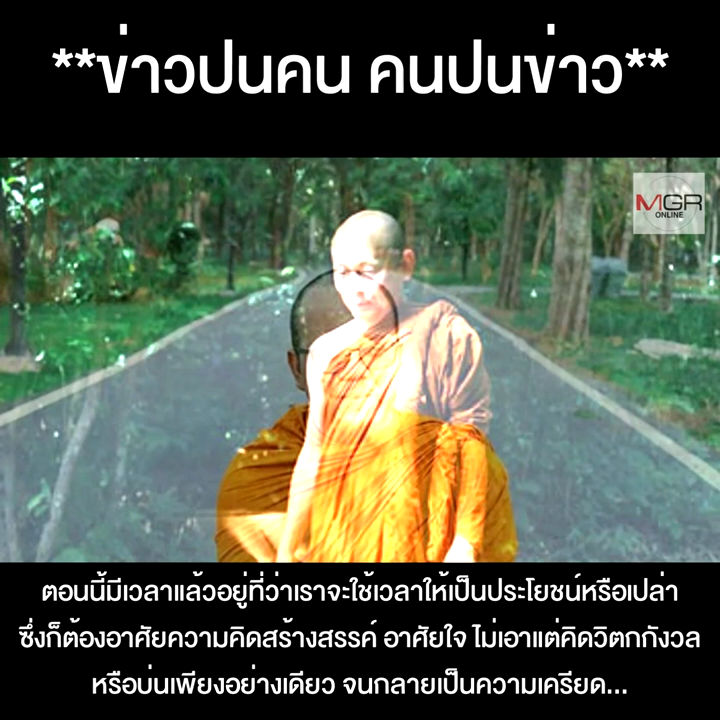 **ข่าวปนคน คนปนข่าว**
MGR
ONLINE
ตอนนี้มีเวลาแล้วอยู่ที่ว่าเราจะใช้เวลาให้เป็นประโยชน์หรือเปล่า
ซึ่งก็ต้องอาศัยความคิดสร้างสรรค์ อาศัยใจ ไม่เอาแต่คิดวิตกกังวล
หรือบ่นเพียงอย่างเดียว จนกลายเป็นความเครียด...